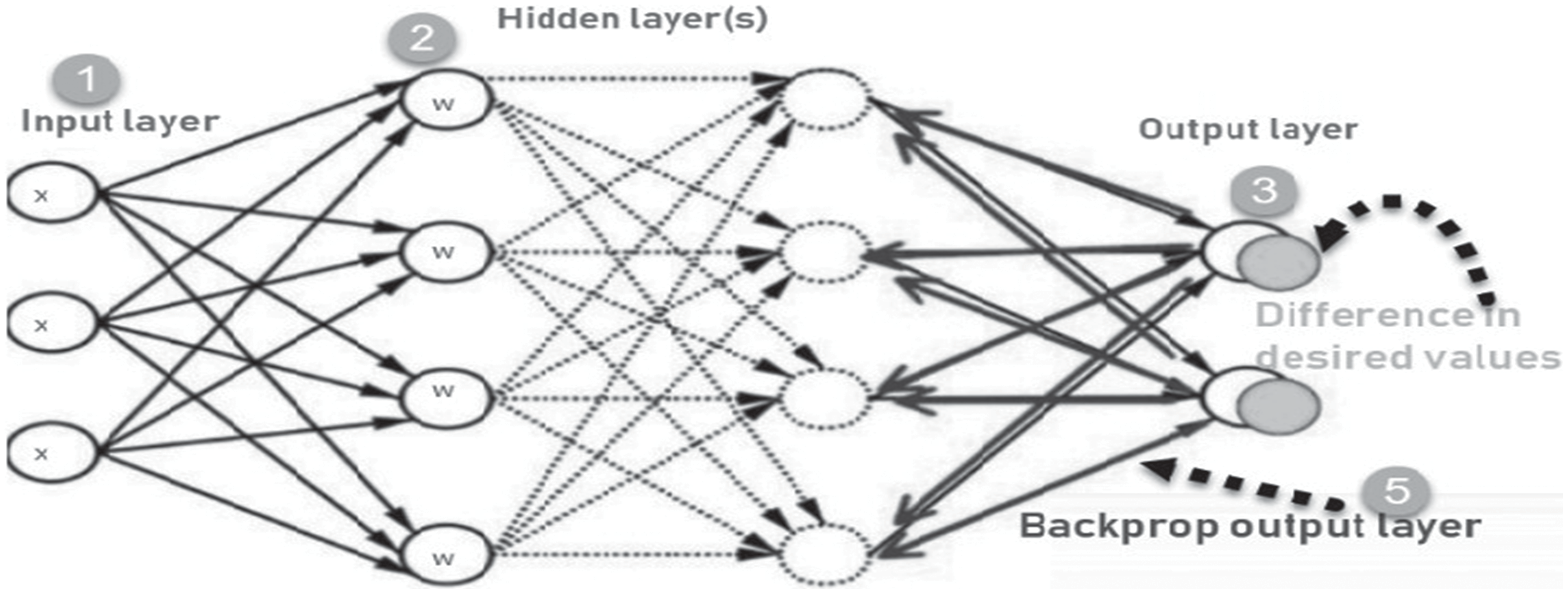 1
Input layer
2
Hidden layer(s)
x
x
x
w
w
w
w
Output layer
3
Difference in
desired values
5
Backprop output layer